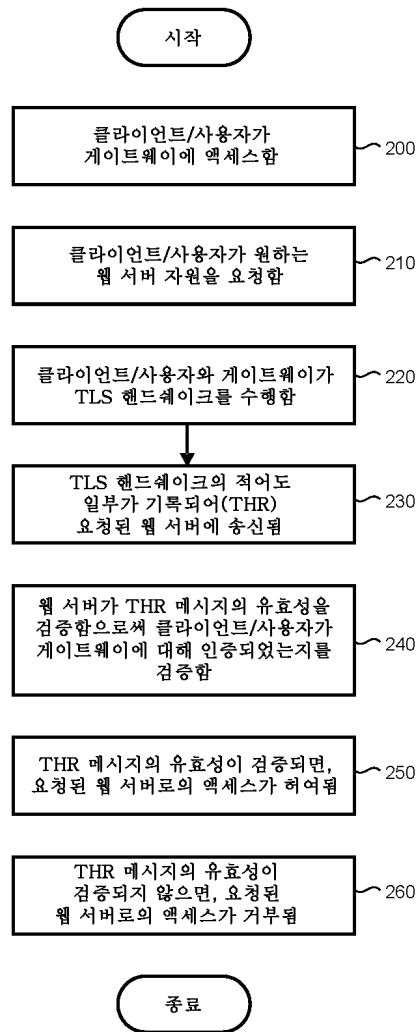 시작
클라이언트/사용자가
게이트웨이에 액세스함
200
클라이언트/사용자가 원하는
웹 서버 자원을 요청함
210
클라이언트/사용자와 게이트웨이가
TLS 핸드쉐이크를 수행함
220
TLS 핸드쉐이크의 적어도
일부가 기록되어(THR)
요청된 웹 서버에 송신됨
230
웹 서버가 THR 메시지의 유효성을
검증함으로써 클라이언트/사용자가
게이트웨이에 대해 인증되었는지를
검증함
240
THR 메시지의 유효성이 검증되면,
요청된 웹 서버로의 액세스가 허여됨
250
THR 메시지의 유효성이
검증되지 않으면, 요청된
웹 서버로의 액세스가 거부됨
260
종료